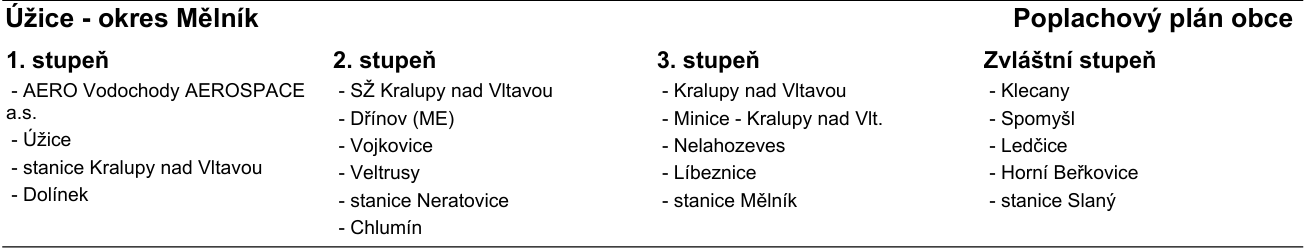 Úžice - okres Mělník
Poplachový plán obce
1. stupeň
- AERO Vodochody AEROSPACE
a.s.
- Úžice
- stanice Kralupy nad Vltavou
- Dolínek
2. stupeň
- SŽ Kralupy nad Vltavou
- Dřínov (ME)
- Vojkovice
- Veltrusy
- stanice Neratovice
- Chlumín
3. stupeň
- Kralupy nad Vltavou
- Minice - Kralupy nad Vlt.
- Nelahozeves
- Líbeznice
- stanice Mělník
Zvláštní stupeň
- Klecany
- Spomyšl
- Ledčice
- Horní Beřkovice
- stanice Slaný